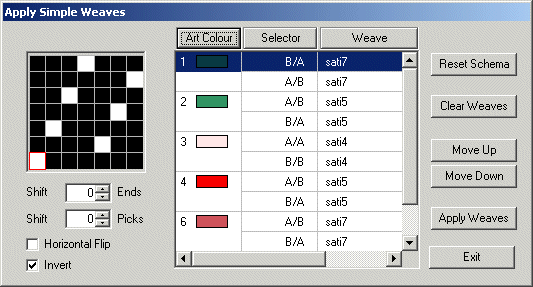 Apply Simple Weaves
Art Colour Selector Weave
1 B/A sati7
A/B sati7
2 A/B sati5
B/A sati5
3 A/A sati4
B/B sati4
4 A/B sati5
B/A sati5
6 A/B sati7
B/A sati7
Shift 0 Ends
Shift 0 Picks
Horizontal Flip
Invert
Reset Schema
Clear Weaves
Move Up
Move Down
Apply Weaves
Exit